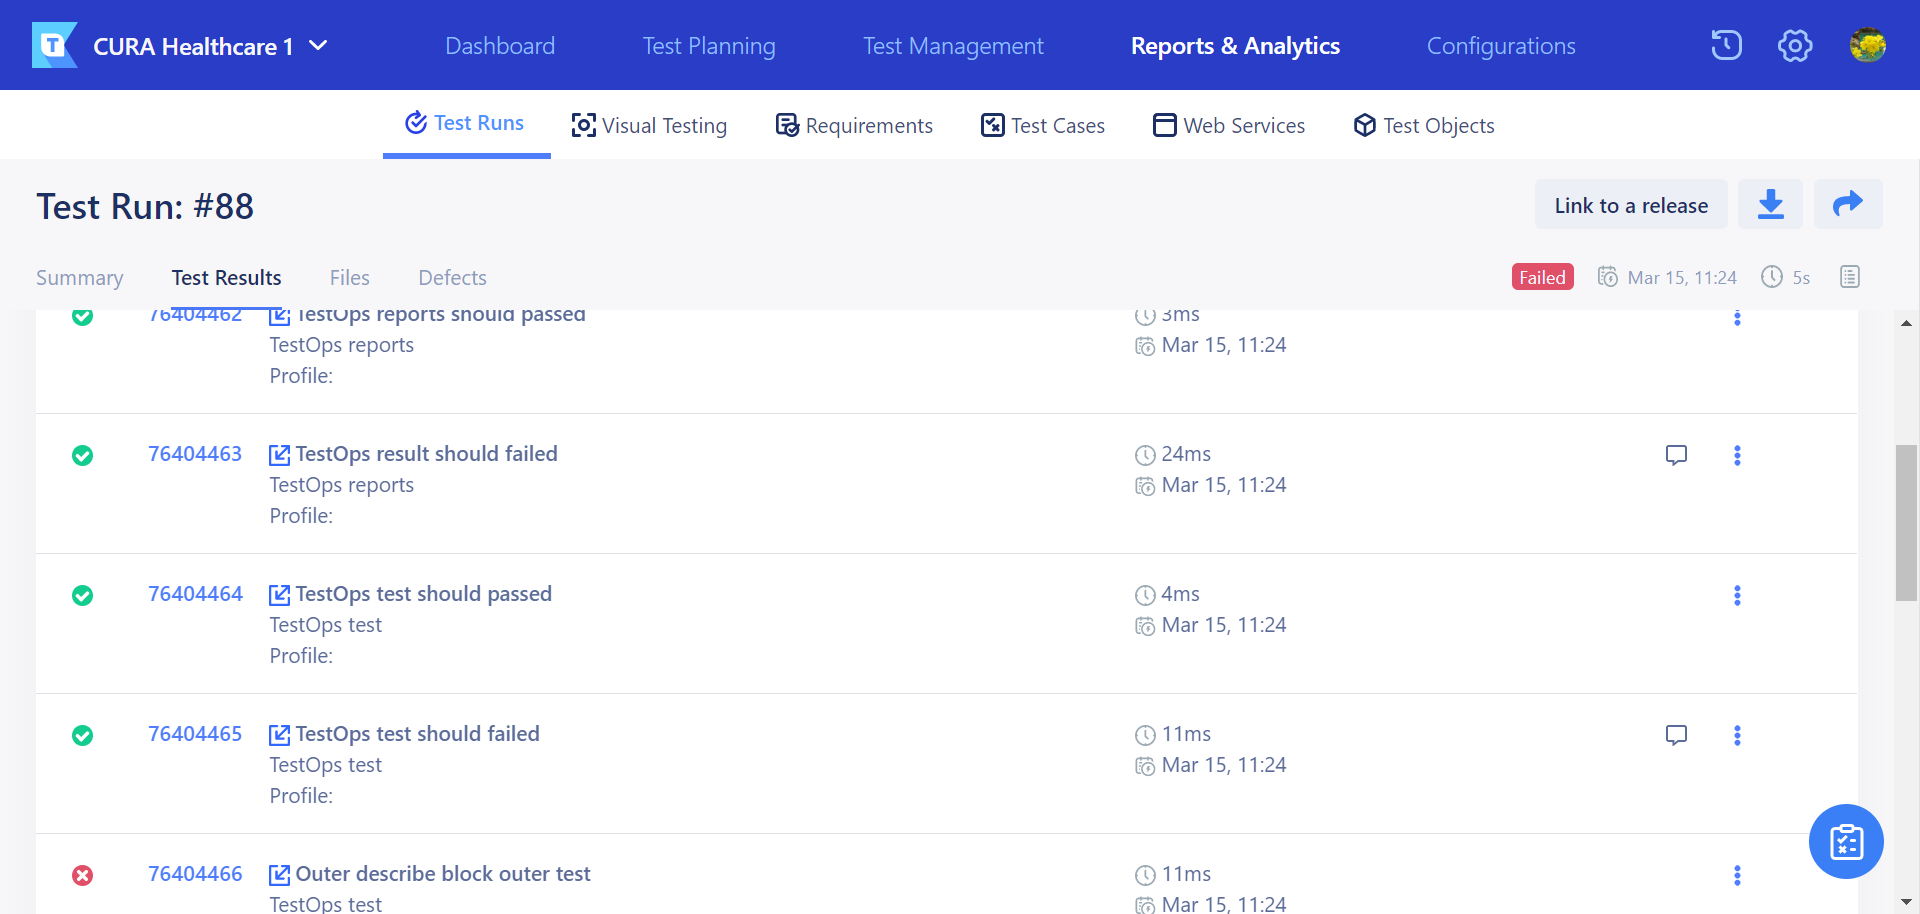 CURA Healthcare 1
Dashboard
Test Planning
Test Management
Reports & Analytics
Configurations
Test Runs
Visual Testing
Requirements
Test Cases
Web Services
Test Objects
Test Run: #88
Link to a release
Summary
Test Results
Files
Defects
Failed
Mar 15, 11:24
5s
76404462
TestOps reports should passed
3ms
TestOps reports
Mar 15, 11:24
Profile:
76404463
TestOps result should failed
24ms
TestOps reports
Mar 15, 11:24
Profile:
76404464
TestOps test should passed
4ms
TestOps test
Mar 15, 11:24
Profile:
76404465
TestOps test should failed
11ms
TestOps test
Mar 15, 11:24
Profile:
76404466
Outer describe block outer test
11ms
TestOps test
Mar 15, 11:24